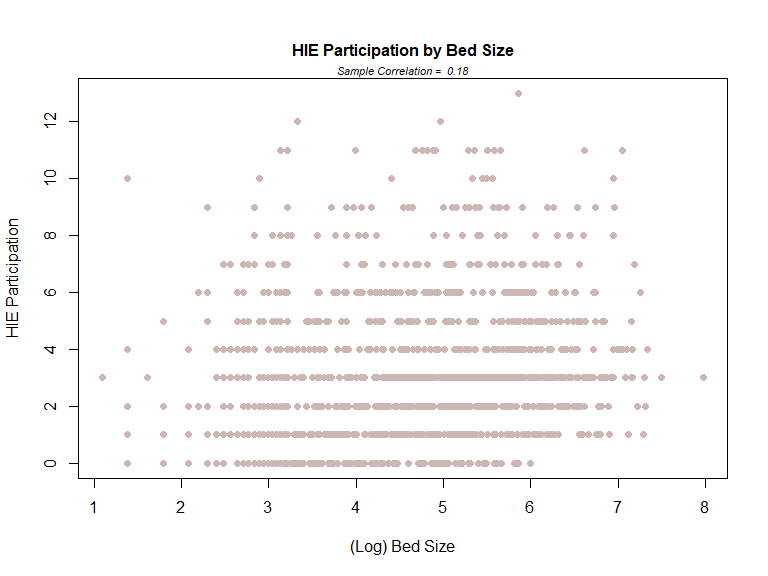 HIE Participation by Bed Size
Sample Correlation = 0.18
HIE Participation
12
10
8
6
4
2
0
1 2 3 4 5 6 7 8
(Log) Bed Size